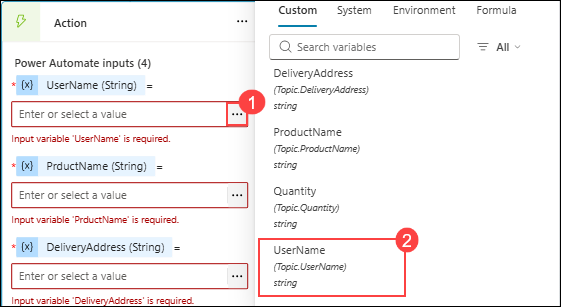 Action
Power Automate inputs (4)
* {x} UserName (String) =
Enter or select a value ...
1
Input variable 'UserName' is required.
* {x} PrductName (String) =
Enter or select a value ...
Input variable 'PrductName' is required.
* {x} DeliveryAddress (String) =
Enter or select a value ...
Input variable 'DeliveryAddress' is required.
Custom System Environment Formula
Search variables
All
DeliveryAddress
(Topic.DeliveryAddress)
string
ProductName
(Topic.ProductName)
string
Quantity
(Topic.Quantity)
string
2
UserName
(Topic.UserName)
string